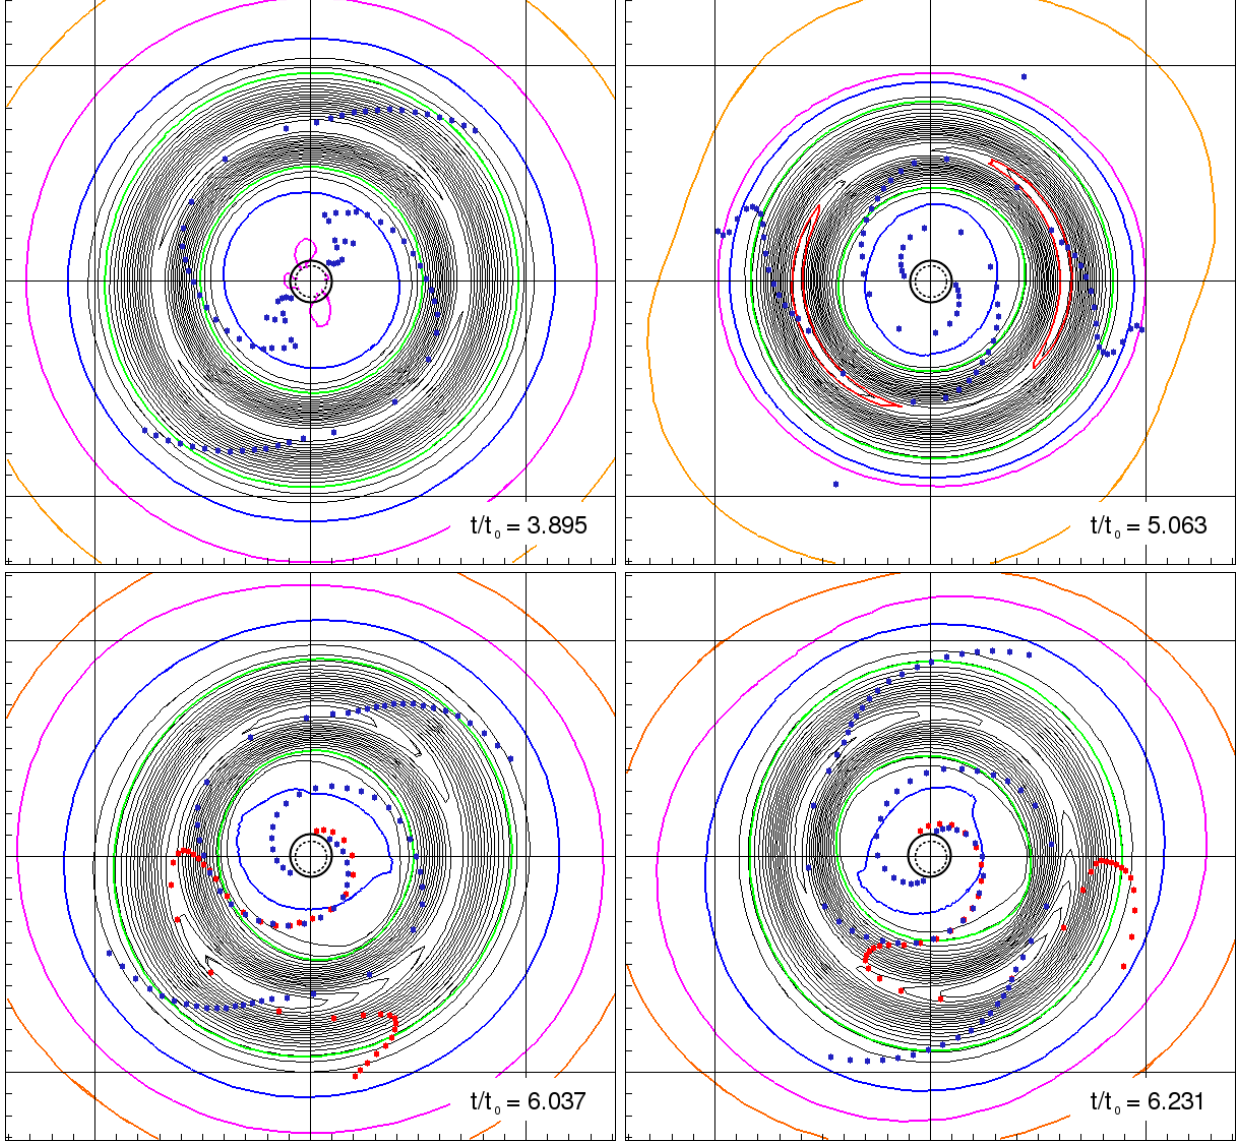 t/t₀ = 3.895
t/t₀ = 5.063
t/t₀ = 6.037
t/t₀ = 6.231